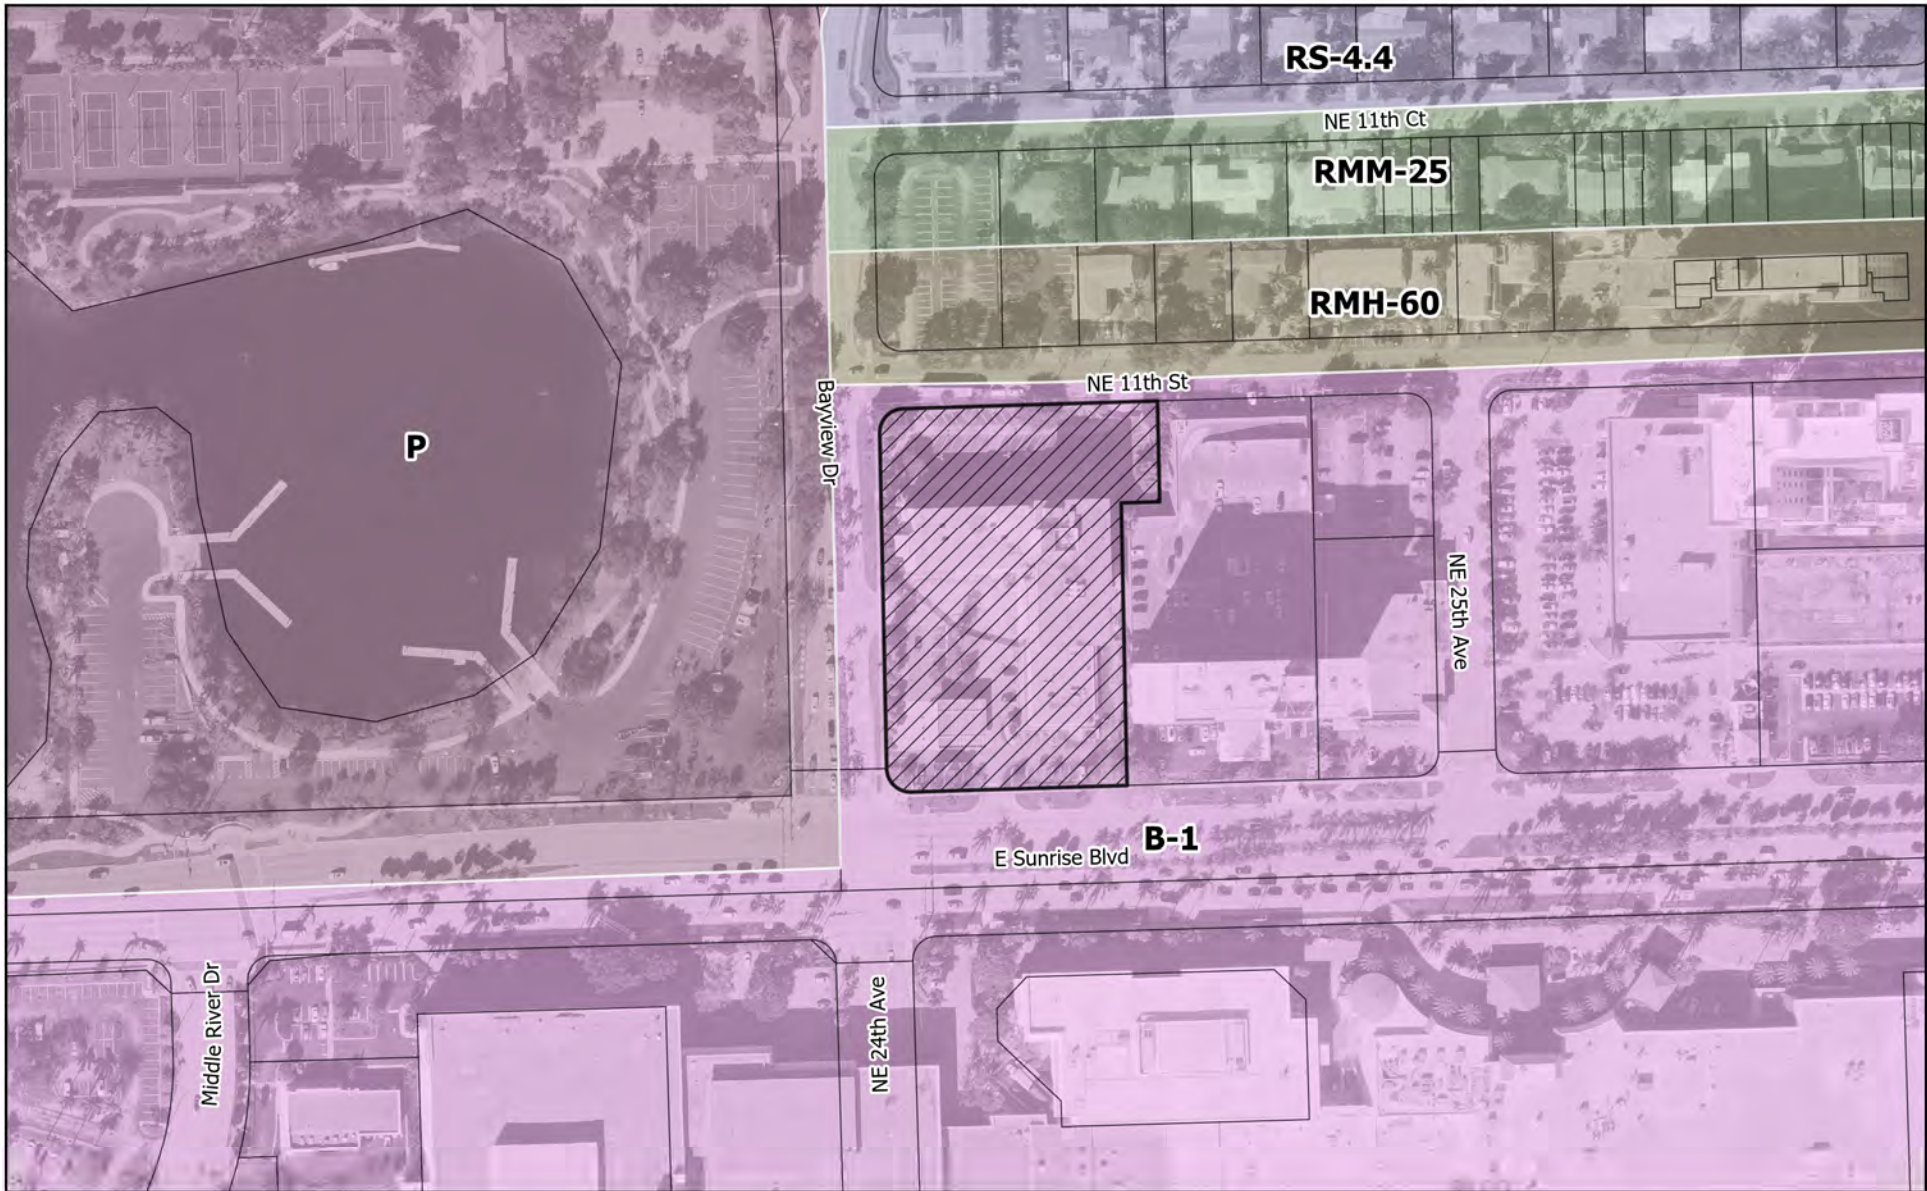 RS-4.4
NE 11th Ct
RMM-25
RMH-60
NE 11th St
Bayview Dr
P
NE 25th Ave
B-1
E Sunrise Blvd
Middle River Dr
NE 24th Ave